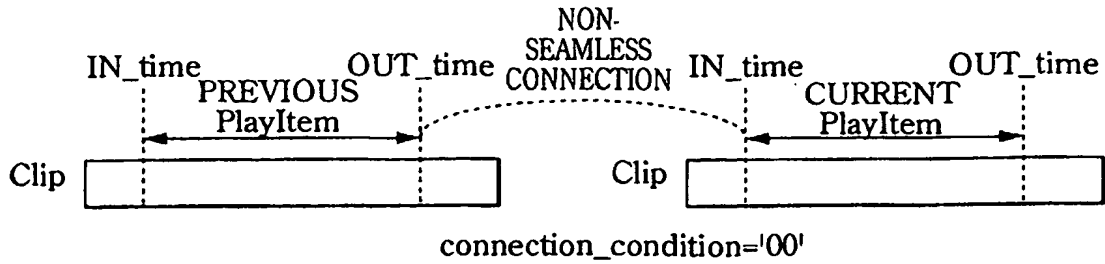 NON-
SEAMLESS
CONNECTION
IN_time
OUT_time
IN_time
OUT_time
PREVIOUS
PlayItem
CURRENT
PlayItem
Clip
Clip
connection_condition='00'